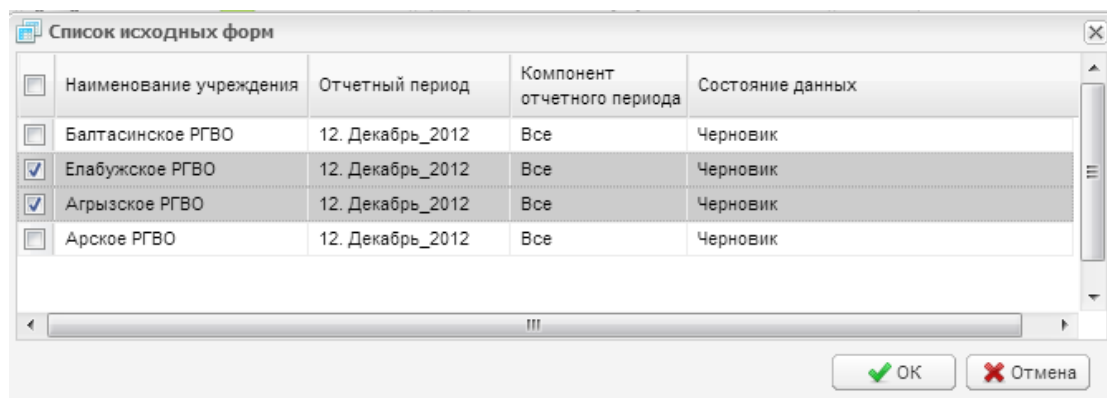 Список исходных форм
Наименование учреждения Отчетный период Компонент отчетного периода Состояние данных
Балтасинское РГВО 12. Декабрь_2012 Все Черновик
Елабужское РГВО 12. Декабрь_2012 Все Черновик
Агрызское РГВО 12. Декабрь_2012 Все Черновик
Арское РГВО 12. Декабрь_2012 Все Черновик
ОК Отмена